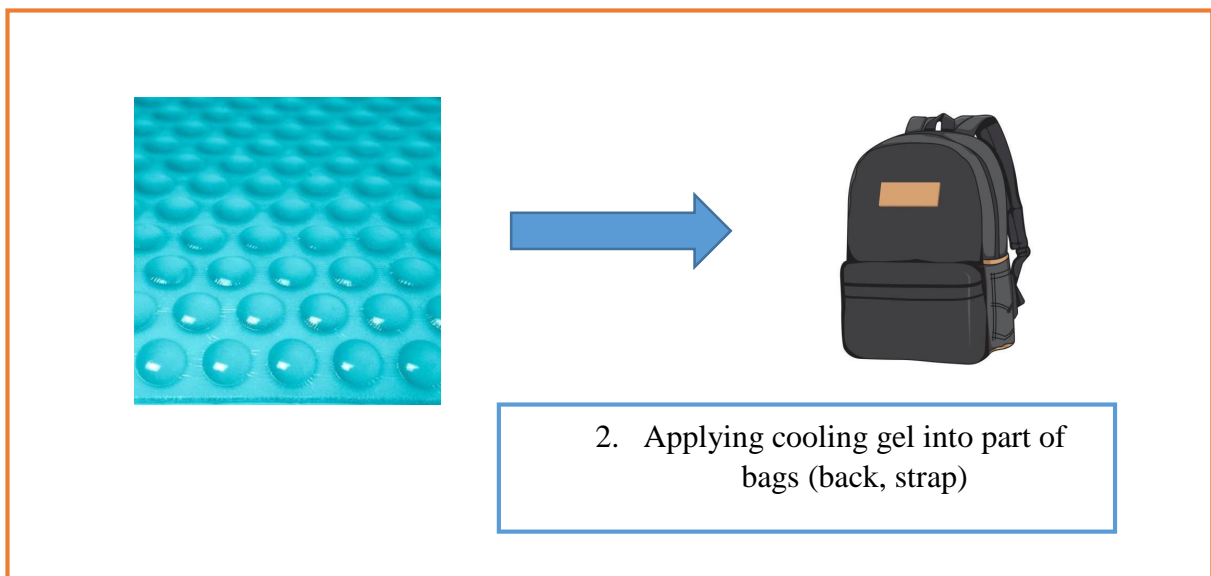 2. Applying cooling gel into part of
bags (back, strap)